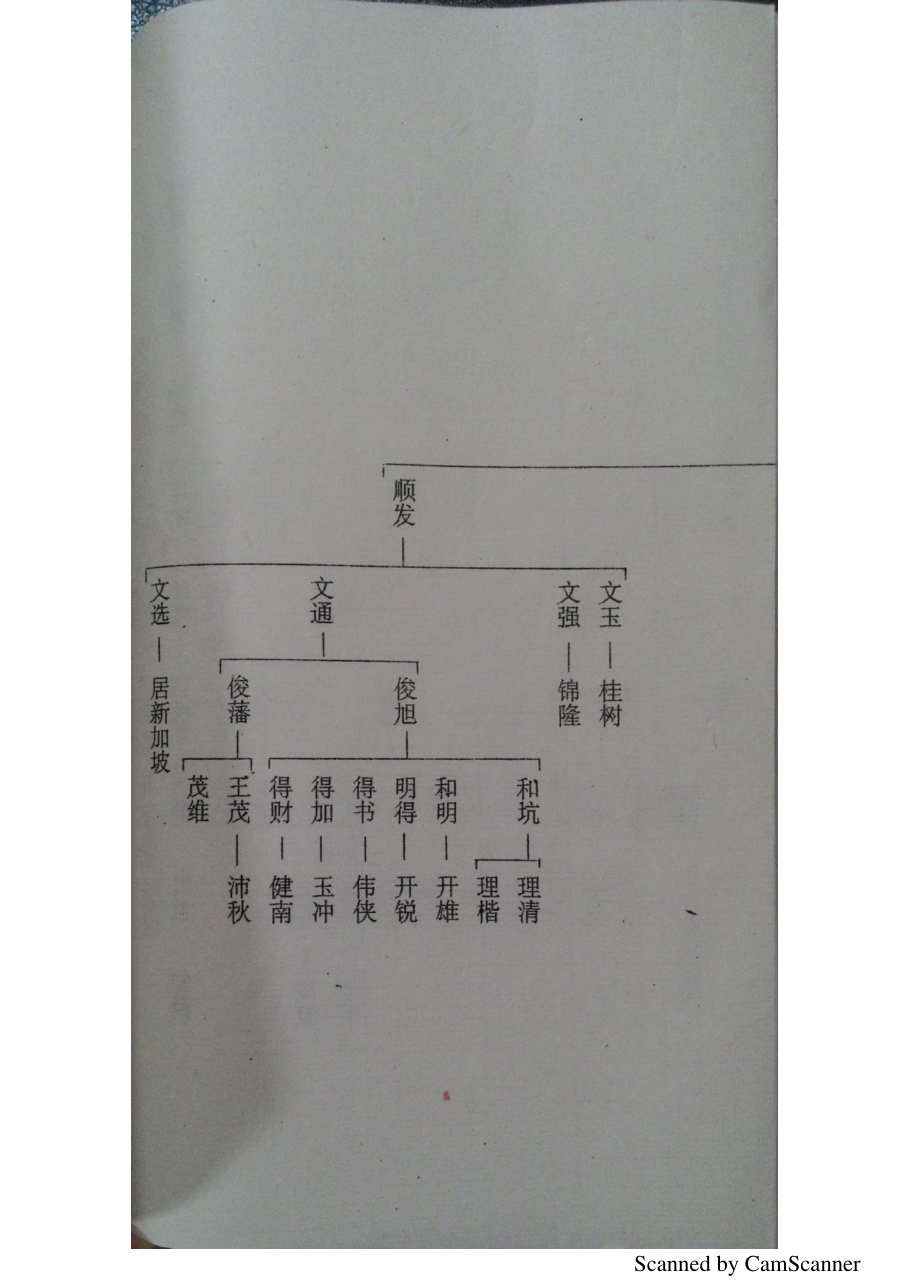 顺发
文玉
文强
文通
文选
桂树
锦隆
俊旭
俊藩
居新加坡
和坑
和明
明得
得书
得加
得财
王茂
茂维
理清
理楷
开雄
开锐
伟侠
玉冲
健南
沛秋
Scanned by CamScanner